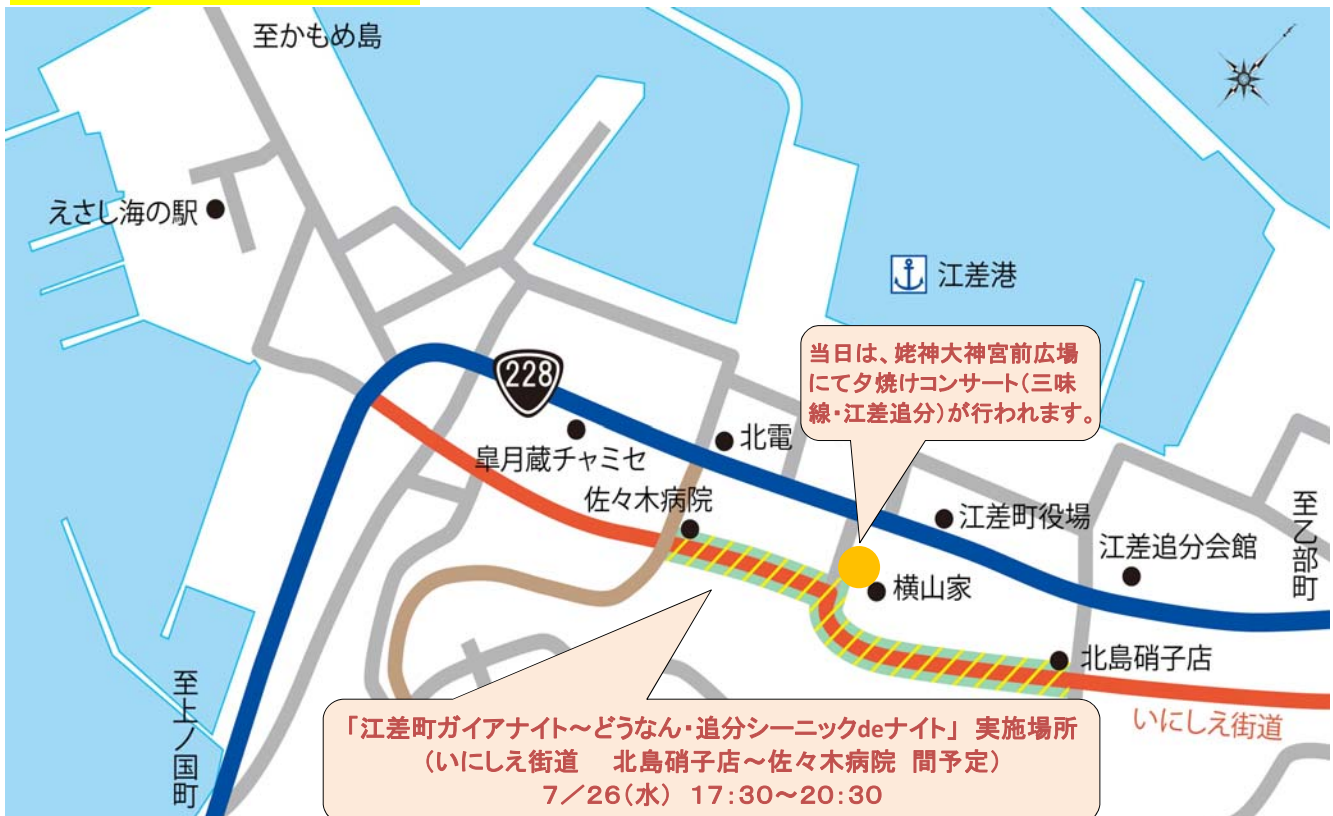 至かもめ島
えさし海の駅
江差港
当日は、姥神大神宮前広場
にて夕焼けコンサート(三味
線・江差追分)が行われます。
228
北電
皐月蔵チャミセ
佐々木病院
江差町役場
江差追分会館
至乙部町
横山家
北島硝子店
いにしえ街道
至上ノ国町
「江差町ガイアナイト～どうなん・追分シーニックdeナイト」 実施場所
(いにしえ街道　北島硝子店～佐々木病院 間予定)
7/26(水) 17:30～20:30